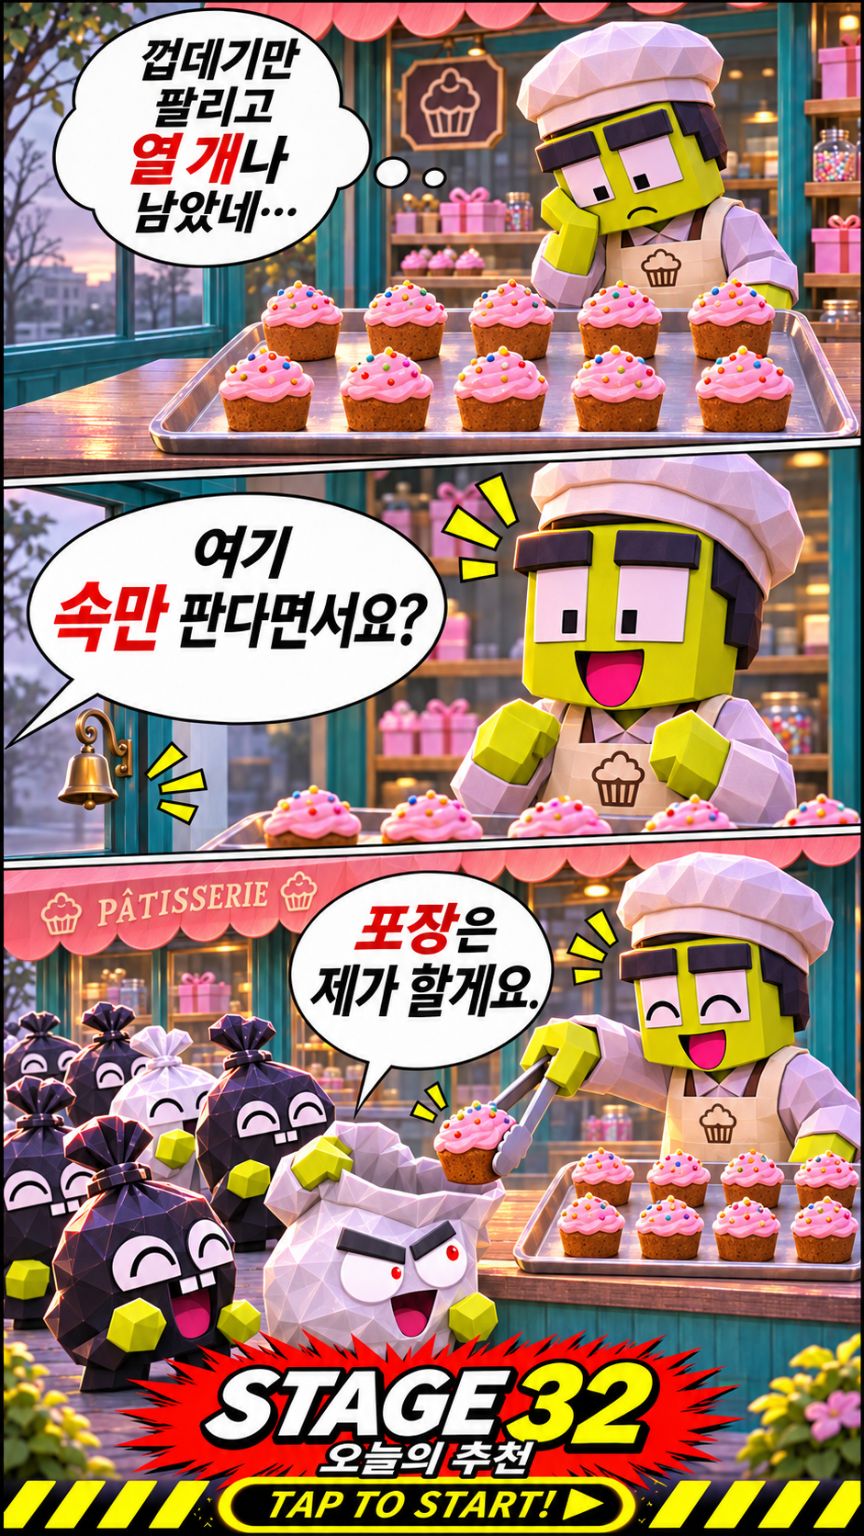 껍데기만
팔리고
열 개나
남았네...
여기
속만 판다면서요?
PÂTISSERIE
포장은
제가 할게요.
STAGE 32
오늘의 추천
TAP TO START!